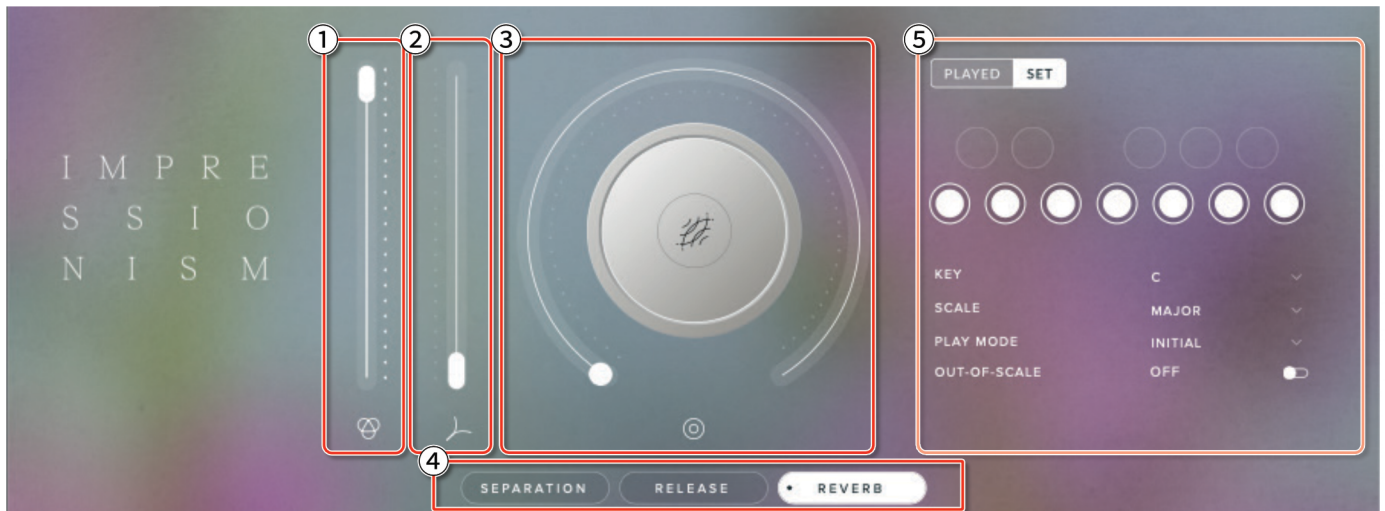 1
2
3
5
PLAYED SET
I M P R E
S S I O
N I S M
KEY C
SCALE MAJOR
PLAY MODE INITIAL
OUT-OF-SCALE OFF
4
SEPARATION RELEASE REVERB